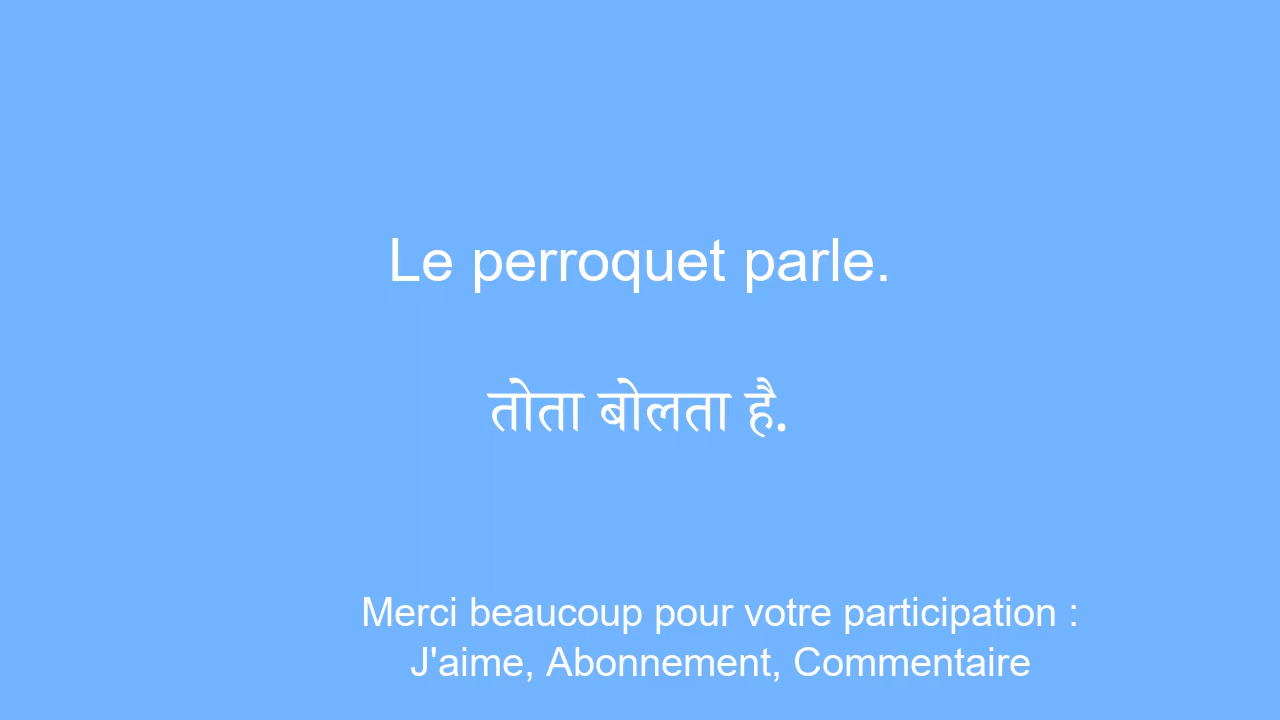 Le perroquet parle.
तोता बोलता है.
Merci beaucoup pour votre participation :
J'aime, Abonnement, Commentaire